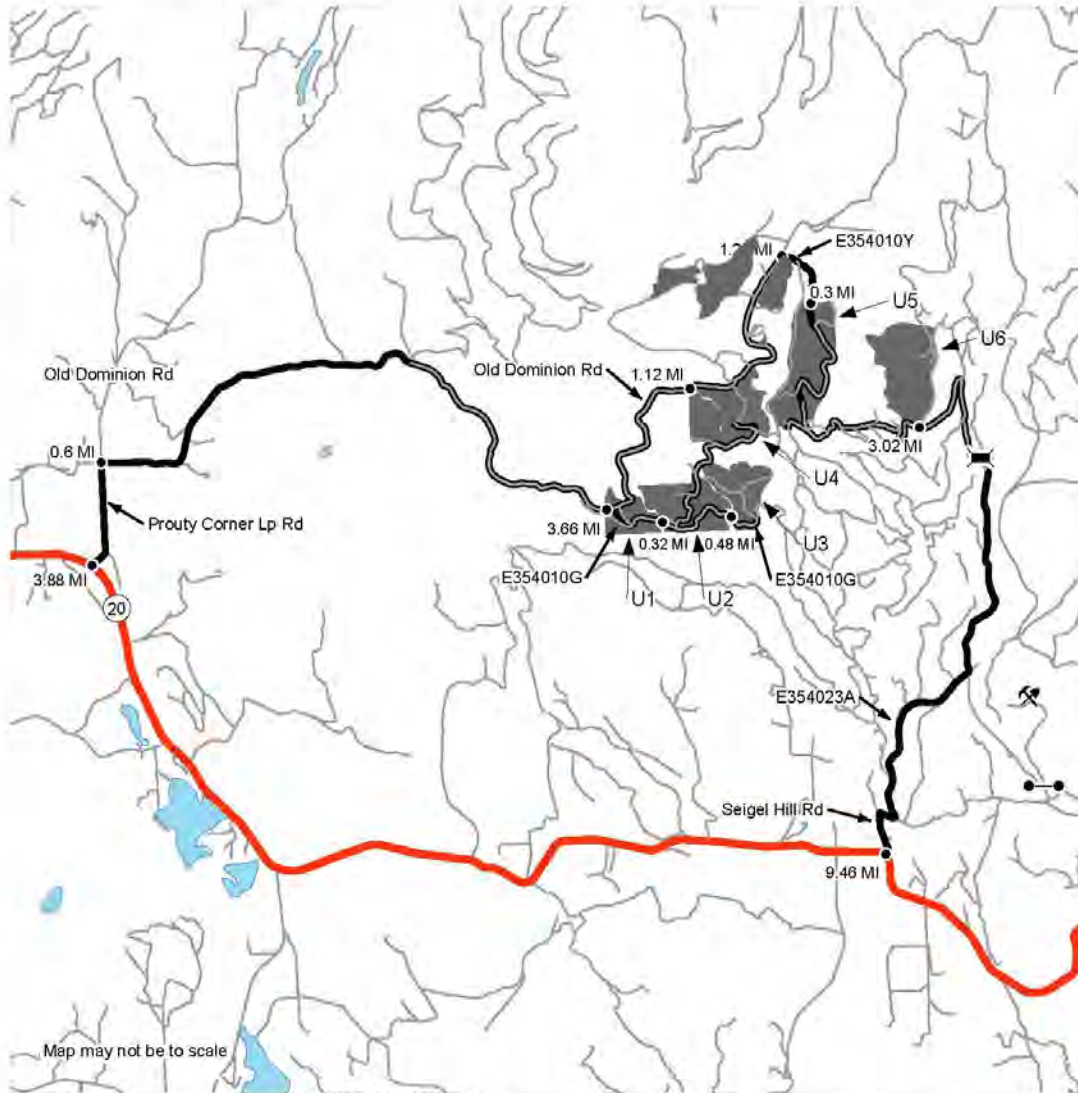 E354010Y
0.3 MI
U5
U6
Old Dominion Rd
Old Dominion Rd
1.12 MI
3.02 MI
0.6 MI
U4
Prouty Corner Lp Rd
3.66 MI
0.32 MI
0.48 MI
U3
3.88 MI
E354010G
E354010G
U1
U2
20
E354023A
Seigel Hill Rd
9.46 MI
Map may not be to scale